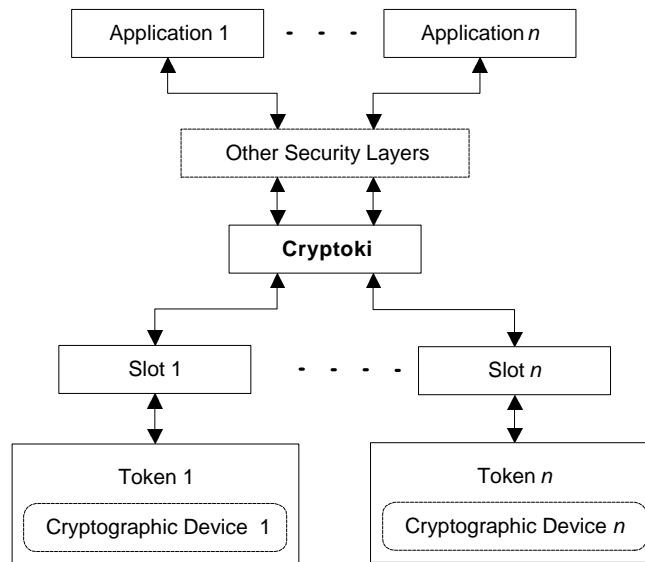 Application 1
Application n
Other Security Layers
Cryptoki
Slot 1
Slot n
Token 1
Token n
Cryptographic Device 1
Cryptographic Device n